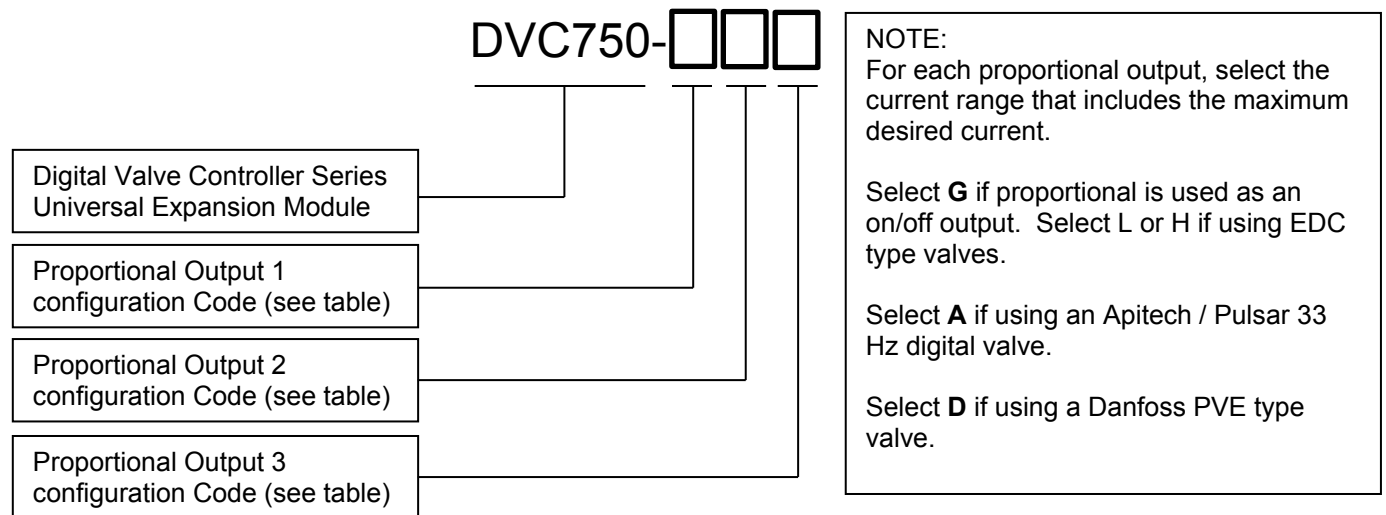 DVC750-
Digital Valve Controller Series
Universal Expansion Module
Proportional Output 1
configuration Code (see table)
Proportional Output 2
configuration Code (see table)
Proportional Output 3
configuration Code (see table)
NOTE:
For each proportional output, select the
current range that includes the maximum
desired current.
Select G if proportional is used as an
on/off output. Select L or H if using EDC
type valves.
Select A if using an Apitech / Pulsar 33
Hz digital valve.
Select D if using a Danfoss PVE type
valve.